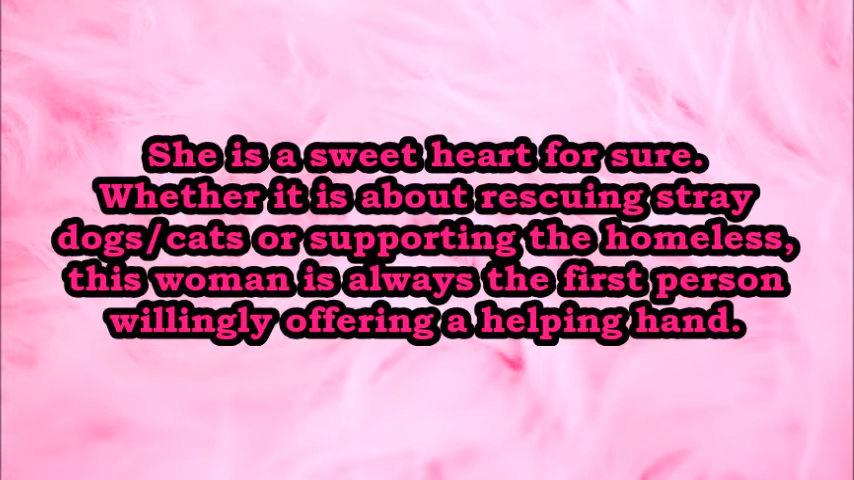 She is a sweet heart for sure.
Whether it is about rescuing stray
dogs/cats or supporting the homeless,
this woman is always the first person
willingly offering a helping hand.